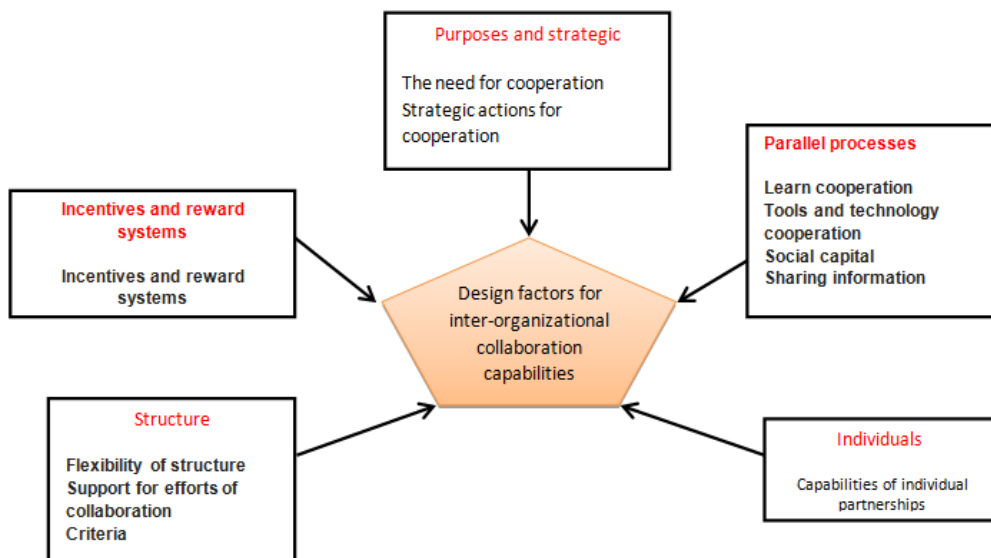 Purposes and strategic
The need for cooperation
Strategic actions for
cooperation
Parallel processes
Learn cooperation
Tools and technology
cooperation
Social capital
Sharing information
Incentives and reward
systems
Incentives and reward
systems
Design factors for
inter-organizational
collaboration
capabilities
Structure
Flexibility of structure
Support for efforts of
collaboration
Criteria
Individuals
Capabilities of individual
partnerships